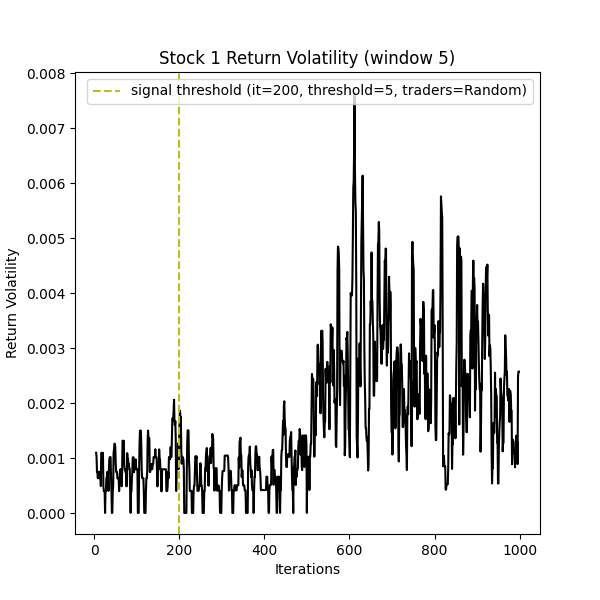 Stock 1 Return Volatility (window 5)
signal threshold (it=200, threshold=5, traders=Random)
0.008
0.007
0.006
0.005
0.004
0.003
0.002
0.001
0.000
Return Volatility
0 200 400 600 800 1000
Iterations